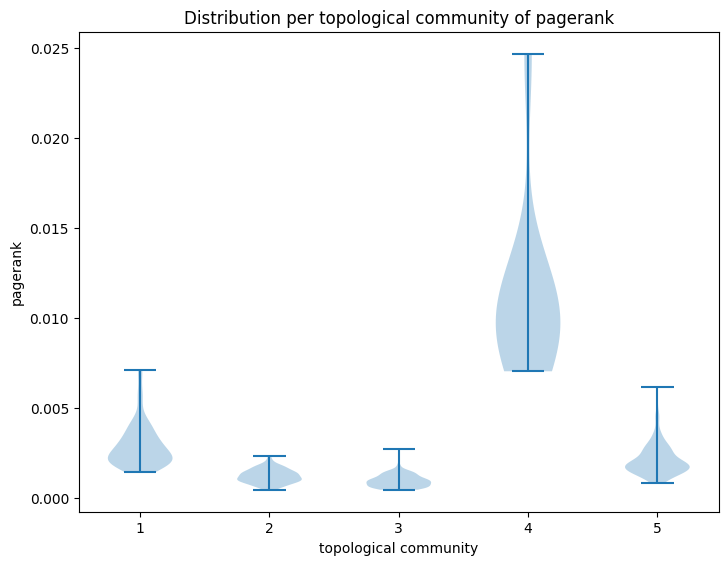 Distribution per topological community of pagerank
0.025
0.020
0.015
0.010
0.005
0.000
pagerank
1 2 3 4 5
topological community